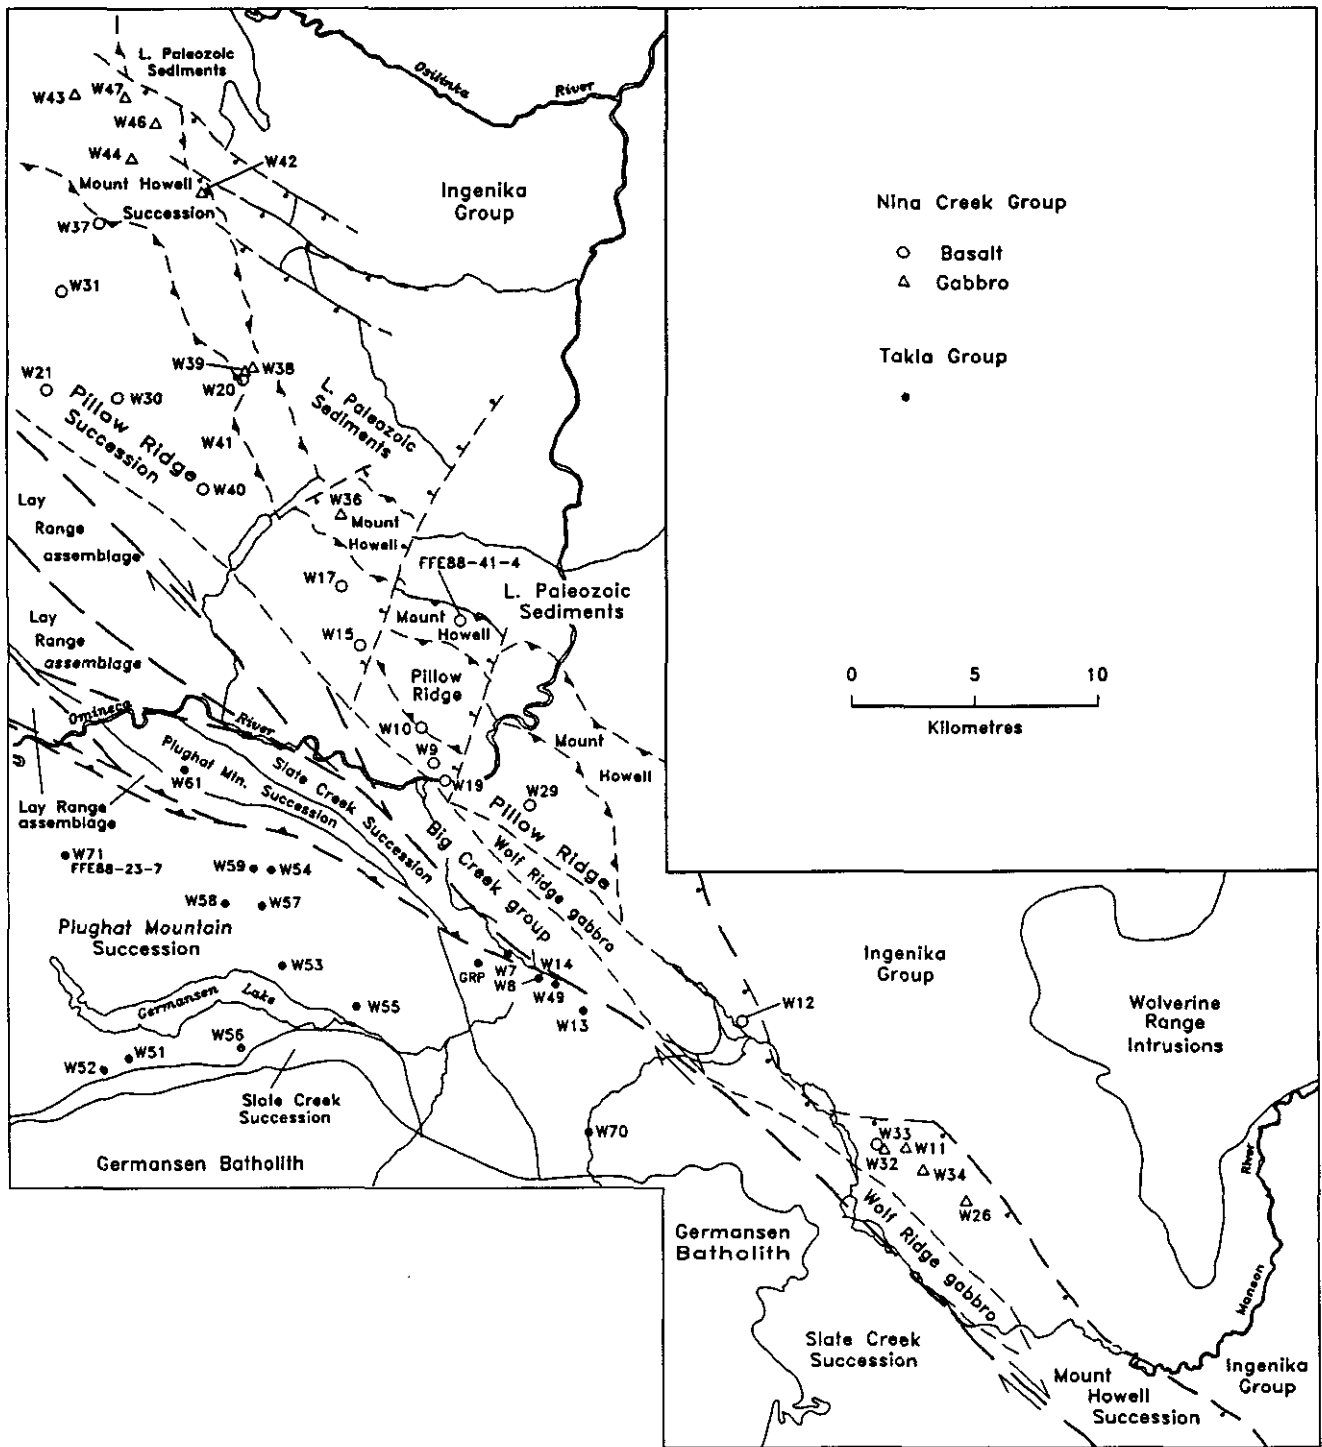 L. Paleozoic
Sediments
Osilinka
River
W43
W47
W46
W44
W42
Mount Howell
Succession
Ingenika
Group
W37
W31
W39
W38
W20
W21
W30
Pillow Ridge
Succession
W41
W40
L. Paleozoic
Sediments
Lay
Range
assemblage
W36
Mount
Howell
FFE88-41-4
W17
L. Paleozoic
Sediments
Lay
Range
assemblage
Mount
Howell
W15
Pillow
Ridge
Omineca
River
W10
W9
W19
Mount
Howell
W29
Pillow Ridge
Plughat Mtn.
Succession
W61
Slate Creek Succession
Lay Range
assemblage
Big Creek
group
Wolf Ridge gabbro
W71
FFE88-23-7
W59
W54
W58
W57
Plughat Mountain
Succession
W53
GRP
W7
W8
W14
W49
W13
Germansen Lake
W55
W56
W51
W52
Slate Creek
Succession
W70
Germansen Batholith
Nina Creek Group
Basalt
Gabbro
Takla Group
0 5 10
Kilometres
Ingenika
Group
W12
Wolverine
Range
Intrusions
W33
W32
W11
W34
W26
Wolf Ridge gabbro
Germansen
Batholith
Manson
River
Slate Creek
Succession
Mount
Howell
Succession
Ingenika
Group